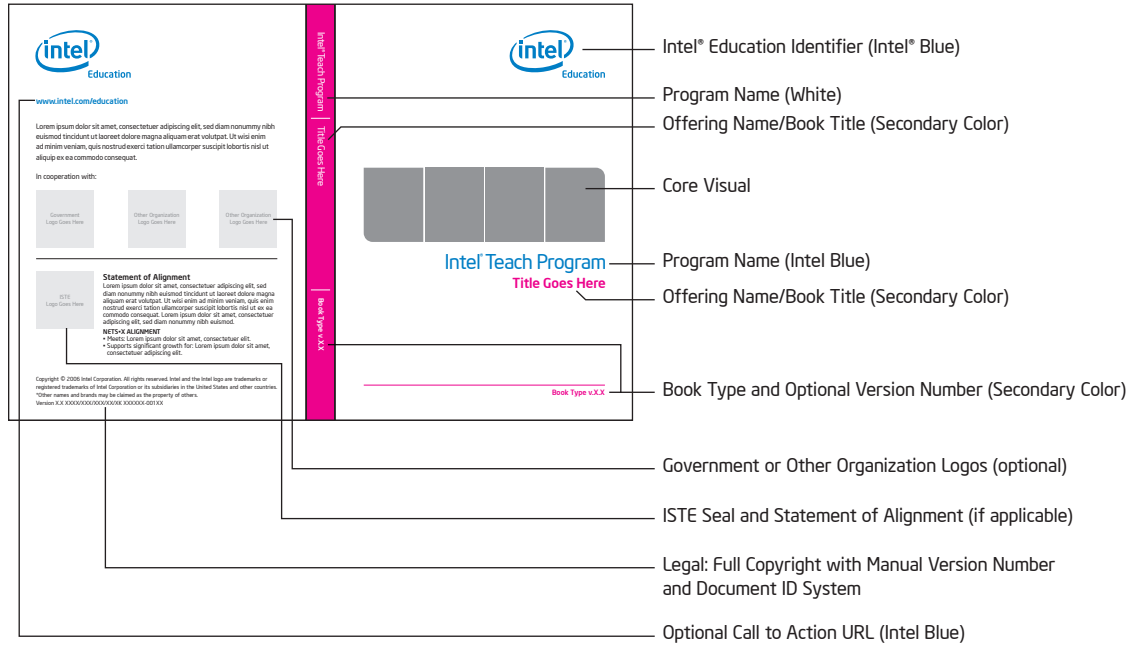 intel
Education
www.intel.com/education
Lorem ipsum dolor sit amet, consectetuer adipiscing elit, sed diam nonummy nibh
euismod tincidunt ut laoreet dolore magna aliquam erat volutpat. Ut wisi enim
ad minim veniam, quis nostrud exerci tation ullamcorper suscipit lobortis nisl ut
aliquip ex ea commodo consequat.
In cooperation with:
Government
Logo Goes Here
Other Organization
Logo Goes Here
Other Organization
Logo Goes Here
ISTE
Logo Goes Here
Statement of Alignment
Lorem ipsum dolor sit amet, consectetuer adipiscing elit, sed
diam nonummy nibh euismod tincidunt ut laoreet dolore magna
aliquam erat volutpat. Ut wisi enim ad minim veniam, quis enim
nostrud exerci tation ullamcorper suscipit lobortis nisl ut ex ea
commodo consequat. Lorem ipsum dolor sit amet, consectetuer
adipiscing elit, sed diam nonummy nibh euismod.
NETS•X ALIGNMENT
• Meets: Lorem ipsum dolor sit amet, consectetuer elit.
• Supports significant growth for: Lorem ipsum dolor sit amet,
consectetuer adipiscing elit.
Copyright © 2006 Intel Corporation. All rights reserved. Intel and the Intel logo are trademarks or
registered trademarks of Intel Corporation or its subsidiaries in the United States and other countries.
*Other names and brands may be claimed as the property of others.
Version X.X XXXX/XXX/XXX/XX/XK XXXXXX-001XX
Intel® Teach Program
Title Goes Here
Book Type v.X.X
intel
Education
Intel® Teach Program
Title Goes Here
Book Type v.X.X
Intel® Education Identifier (Intel® Blue)
Program Name (White)
Offering Name/Book Title (Secondary Color)
Core Visual
Program Name (Intel Blue)
Offering Name/Book Title (Secondary Color)
Book Type and Optional Version Number (Secondary Color)
Government or Other Organization Logos (optional)
ISTE Seal and Statement of Alignment (if applicable)
Legal: Full Copyright with Manual Version Number
and Document ID System
Optional Call to Action URL (Intel Blue)